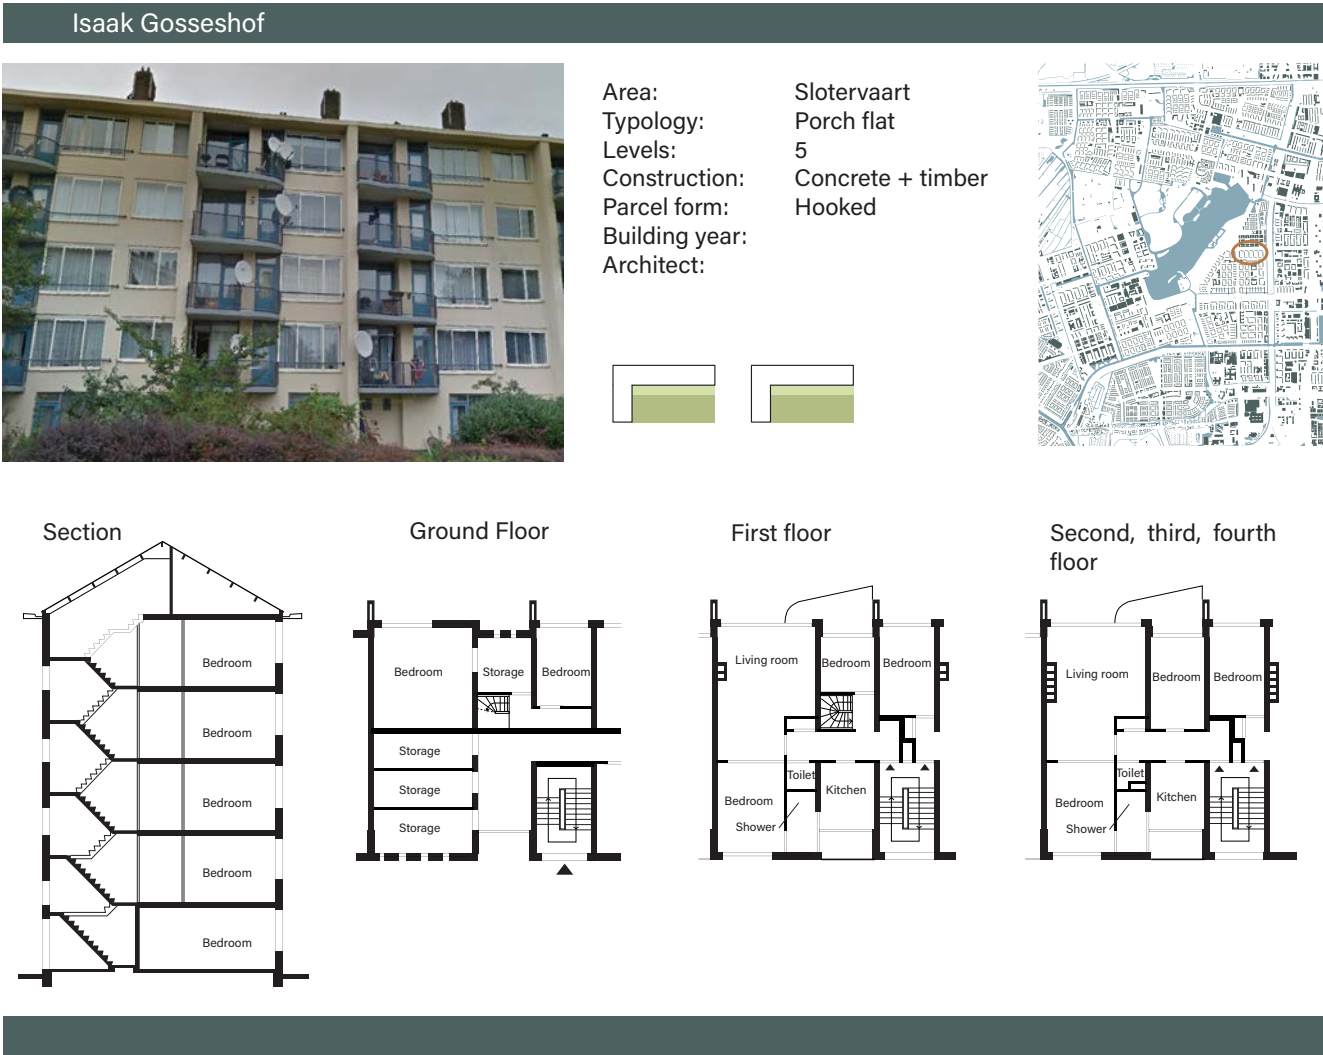 Isaak Gosseshof
Area: Slotervaart
Typology: Porch flat
Levels: 5
Construction: Concrete + timber
Parcel form: Hooked
Building year:
Architect:
Section
Bedroom
Bedroom
Bedroom
Bedroom
Bedroom
Ground Floor
Bedroom
Storage
Bedroom
Storage
Storage
Storage
First floor
Living room
Bedroom
Bedroom
Toilet
Kitchen
Bedroom
Shower
Second, third, fourth
floor
Living room
Bedroom
Bedroom
Toilet
Kitchen
Bedroom
Shower